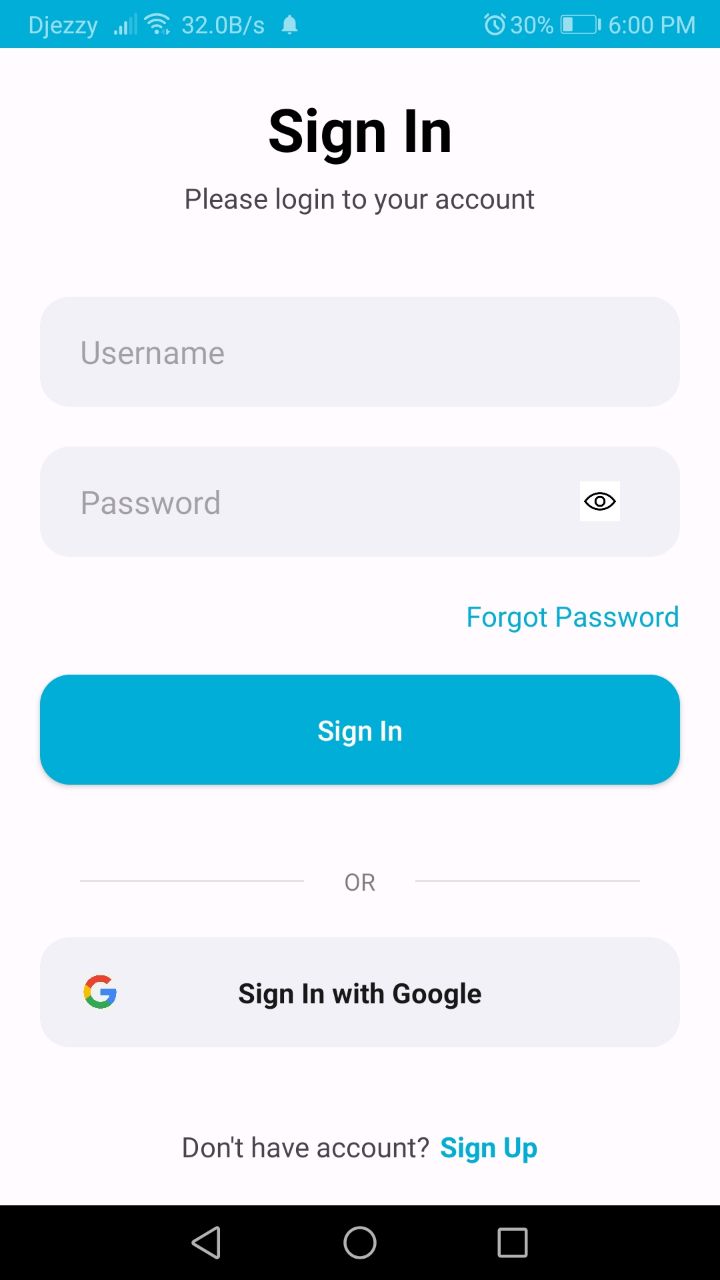 Djezzy 32.0B/s 30% 6:00 PM
Sign In
Please login to your account
Username
Password
Forgot Password
Sign In
OR
Sign In with Google
Don't have account? Sign Up